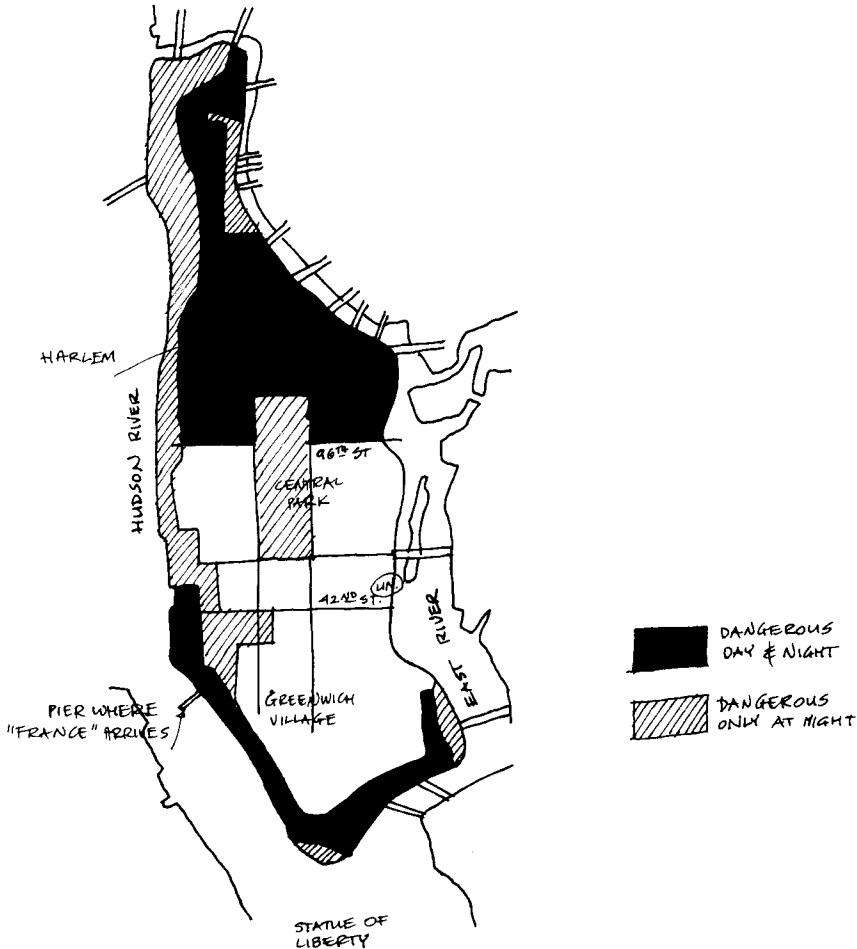 HARLEM
HUDSON RIVER
96TH ST
CENTRAL
PARK
U.N.
42ND ST.
EAST RIVER
DANGEROUS
DAY & NIGHT
DANGEROUS
ONLY AT NIGHT
PIER WHERE
"FRANCE" ARRIVES
GREENWICH
VILLAGE
STATUE OF
LIBERTY